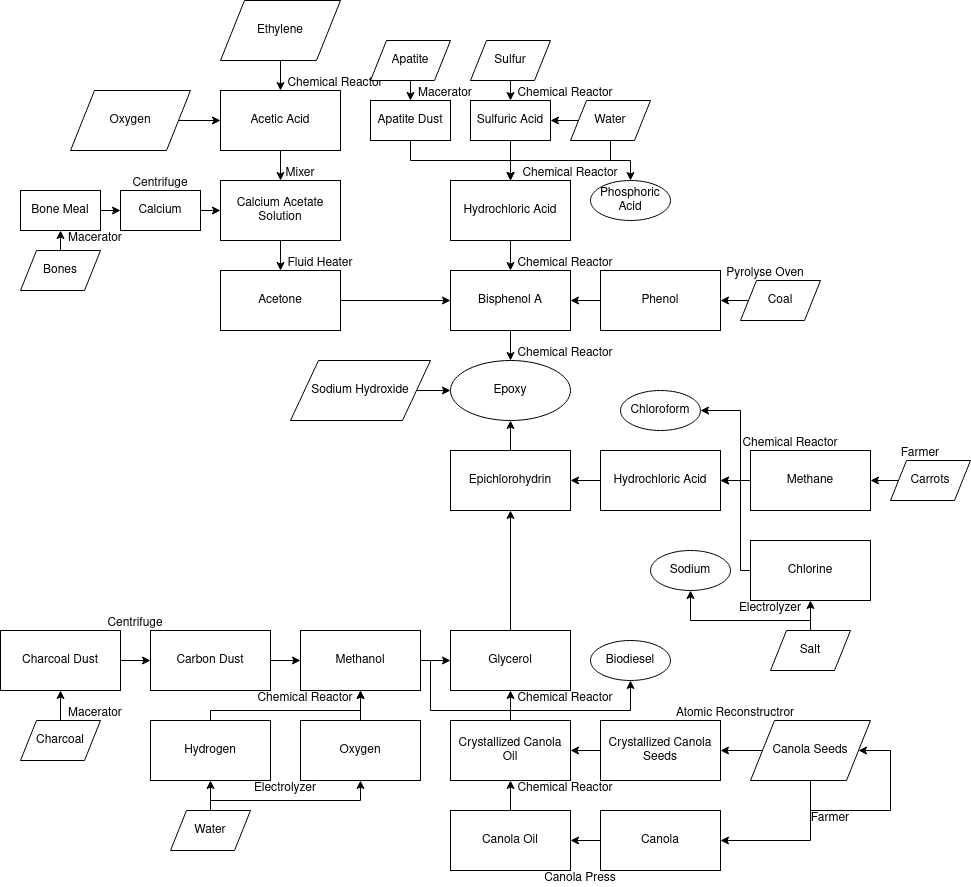 Ethylene
Chemical Reactor
Oxygen
Acetic Acid
Apatite
Sulfur
Macerator
Chemical Reactor
Apatite Dust
Sulfuric Acid
Water
Mixer
Chemical Reactor
Centrifuge
Bone Meal
Calcium
Calcium Acetate
Solution
Hydrochloric Acid
Phosphoric
Acid
Macerator
Bones
Fluid Heater
Chemical Reactor
Pyrolyse Oven
Acetone
Bisphenol A
Phenol
Coal
Chemical Reactor
Sodium Hydroxide
Epoxy
Chloroform
Chemical Reactor
Farmer
Epichlorohydrin
Hydrochloric Acid
Methane
Carrots
Sodium
Chlorine
Electrolyzer
Salt
Centrifuge
Charcoal Dust
Carbon Dust
Methanol
Glycerol
Biodiesel
Chemical Reactor
Chemical Reactor
Macerator
Atomic Reconstructror
Charcoal
Hydrogen
Oxygen
Crystallized Canola
Oil
Crystallized Canola
Seeds
Canola Seeds
Electrolyzer
Chemical Reactor
Water
Farmer
Canola Oil
Canola
Canola Press